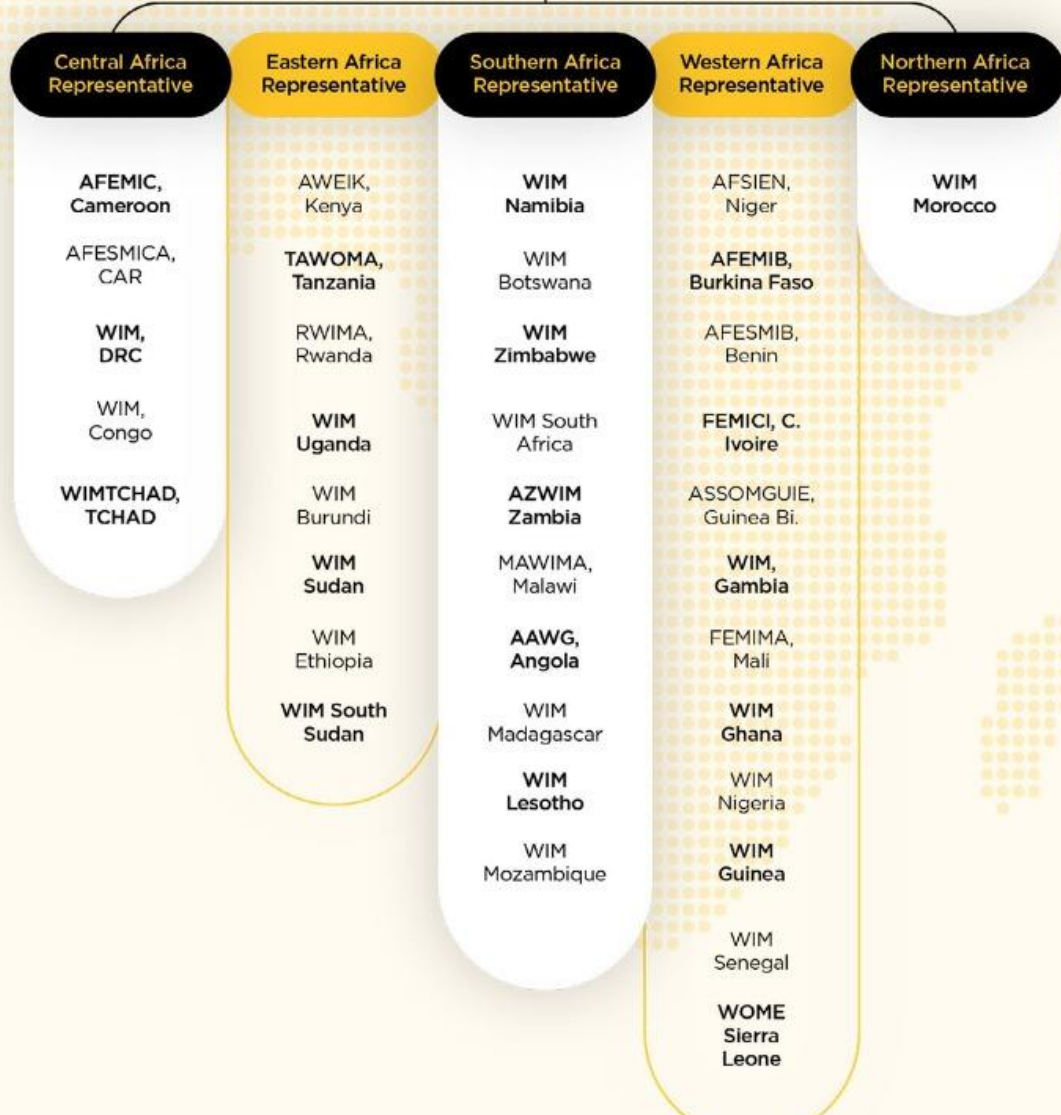 Central Africa
Representative
AFEMIC,
Cameroon
AFESMICA,
CAR
WIM,
DRC
WIM,
Congo
WIMTCHAD,
TCHAD
Eastern Africa
Representative
AWEIK,
Kenya
TAWOMA,
Tanzania
RWIMA,
Rwanda
WIM
Uganda
WIM
Burundi
WIM
Sudan
WIM
Ethiopia
WIM South
Sudan
Southern Africa
Representative
WIM
Namibia
WIM
Botswana
WIM
Zimbabwe
WIM South
Africa
AZWIM
Zambia
MAWIMA,
Malawi
AAWG,
Angola
WIM
Madagascar
WIM
Lesotho
WIM
Mozambique
Western Africa
Representative
AFSIEN,
Niger
AFEMIB,
Burkina Faso
AFESMIB,
Benin
FEMICI, C.
Ivoire
ASSOMGUIE,
Guinea Bi.
WIM,
Gambia
FEMIMA,
Mali
WIM
Ghana
WIM
Nigeria
WIM
Guinea
WIM
Senegal
WOME
Sierra
Leone
Northern Africa
Representative
WIM
Morocco